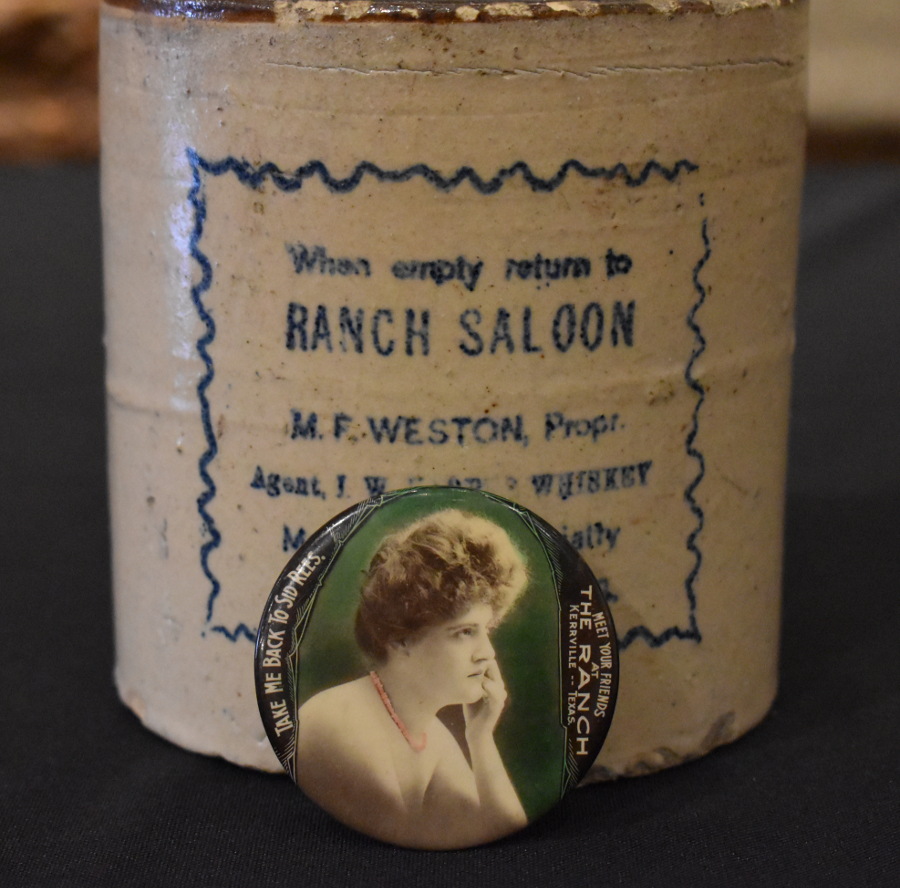 When empty return to
RANCH SALOON
M. F. WESTON, Propr.
Agent, I. W. WHISKEY
TAKE ME BACK TO SID REES.
MEET YOUR FRIENDS
AT
THE RANCH
KERRVILLE -- TEXAS.